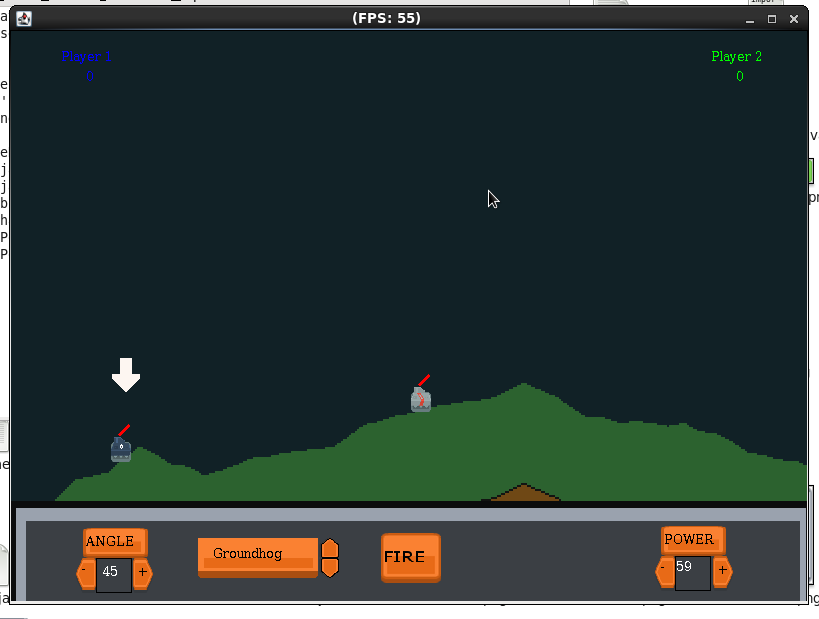 (FPS: 55)
Player 1
Player 2
0
0
ANGLE
Groundhog
FIRE
POWER
-
45
+
-
59
+